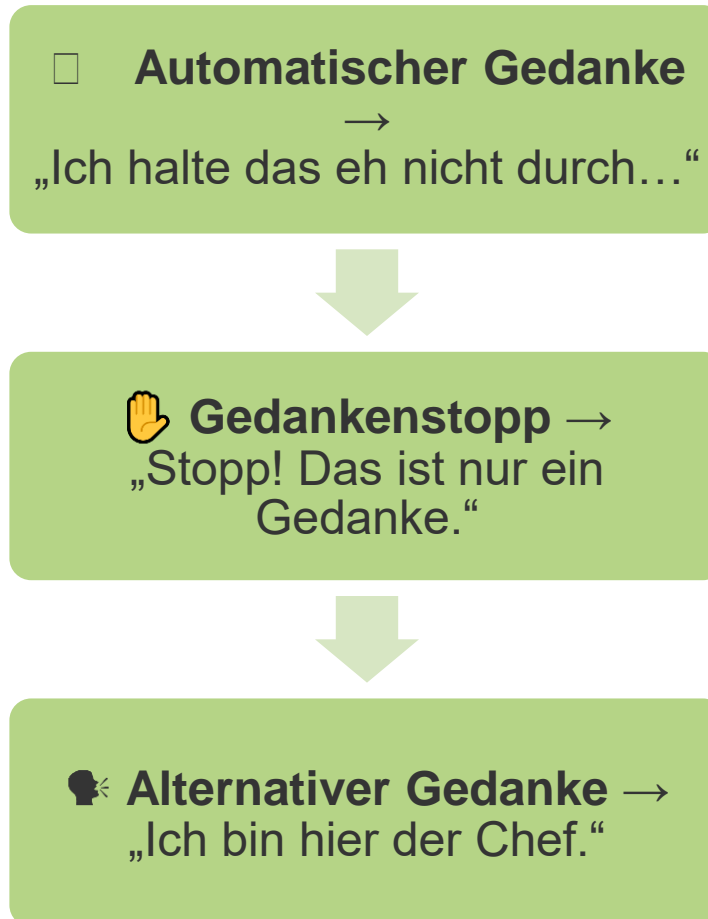 □ Automatischer Gedanke
→
„Ich halte das eh nicht durch…“
✋ Gedankenstopp →
„Stopp! Das ist nur ein
Gedanke.“
🗣 Alternativer Gedanke →
„Ich bin hier der Chef.“